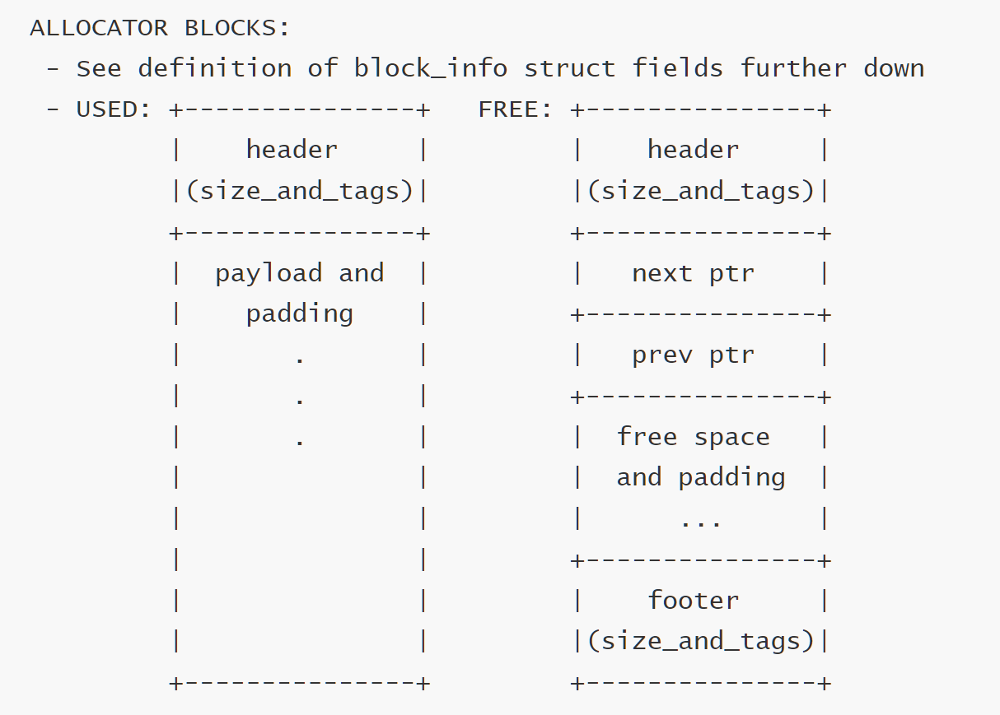 ALLOCATOR BLOCKS:
 - See definition of block_info struct fields further down
 - USED: +---------------+   FREE: +---------------+
         |    header     |         |    header     |
         |(size_and_tags)|         |(size_and_tags)|
         +---------------+         +---------------+
         |  payload and  |         |   next ptr    |
         |    padding    |         +---------------+
         |       .       |         |   prev ptr    |
         |       .       |         +---------------+
         |       .       |         |  free space   |
         |               |         |  and padding  |
         |               |         |      ...      |
         |               |         +---------------+
         |               |         |    footer     |
         |               |         |(size_and_tags)|
         +---------------+         +---------------+